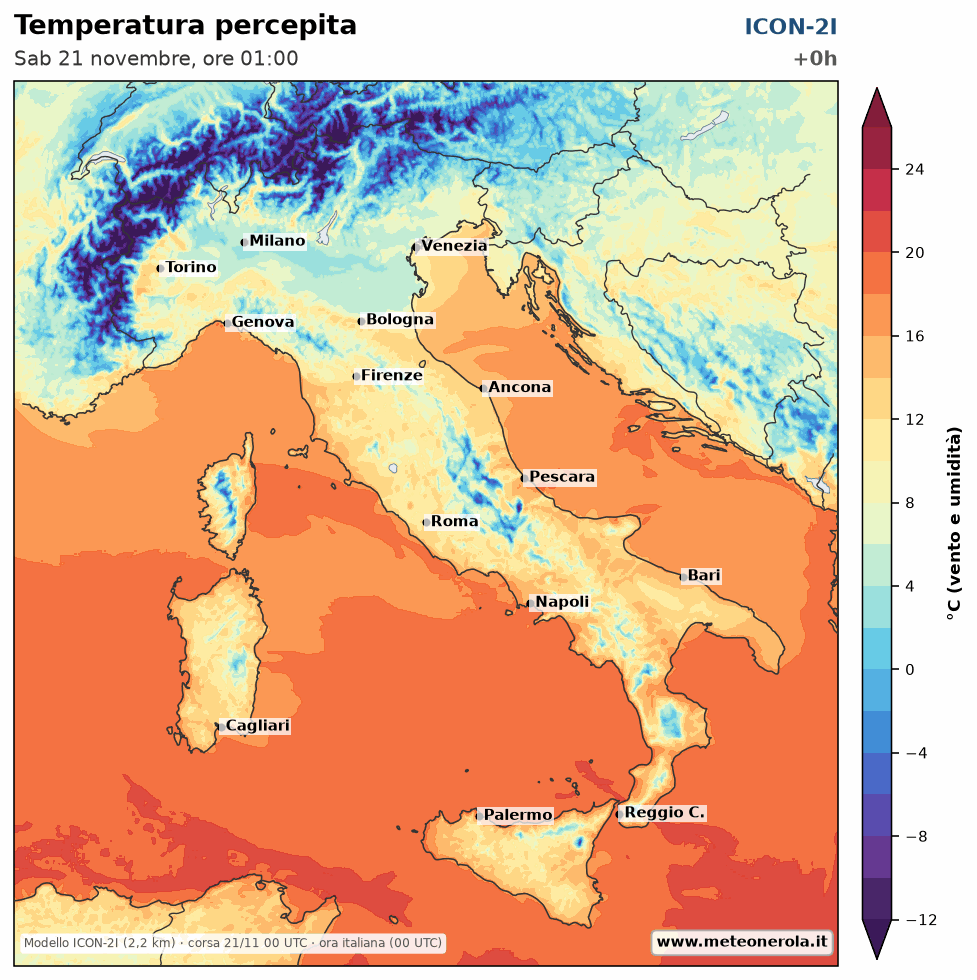 Temperatura percepita
ICON-2I
Sab 21 novembre, ore 01:00
+0h
Milano
Venezia
Torino
Genova
Bologna
Firenze
Ancona
Pescara
Roma
Bari
Napoli
Cagliari
Palermo
Reggio C.
24
20
16
12
8
4
0
−4
−8
−12
°C (vento e umidità)
Modello ICON-2I (2,2 km) · corsa 21/11 00 UTC · ora italiana (00 UTC)
www.meteonerola.it